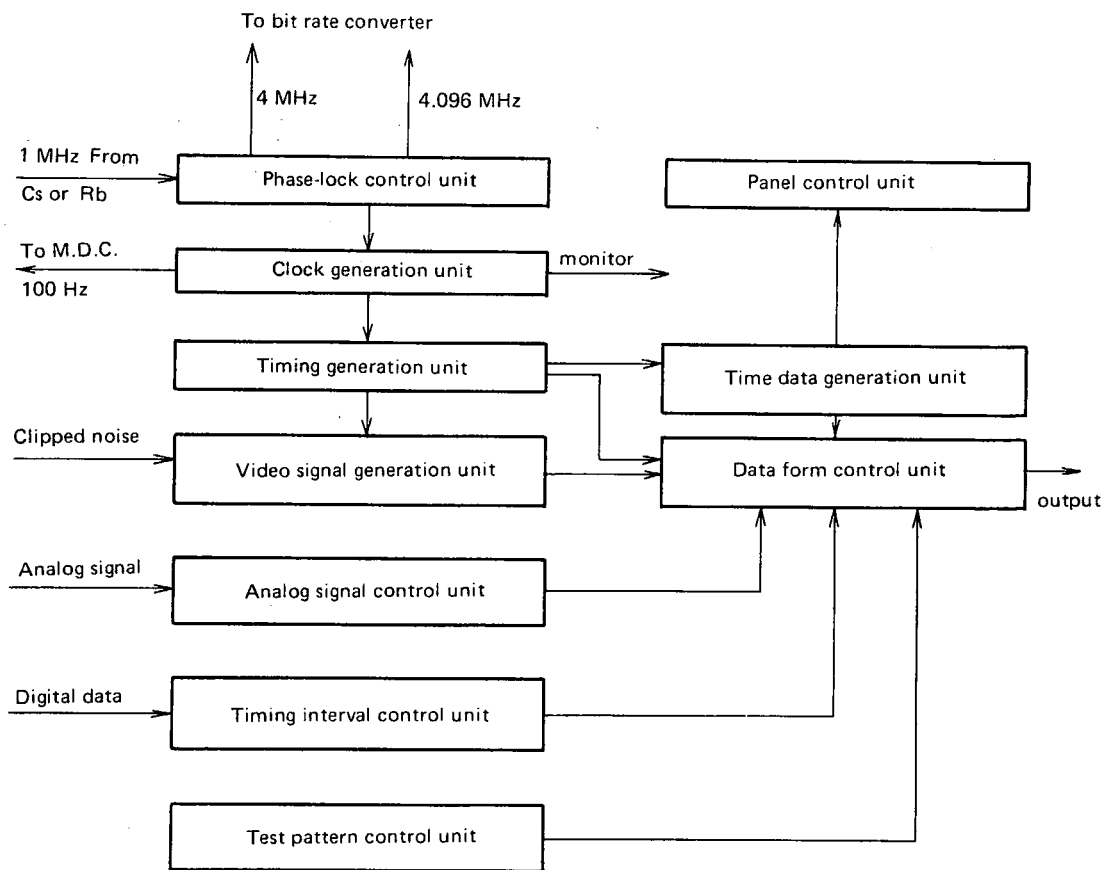 To bit rate converter
4 MHz
4.096 MHz
1 MHz From
Cs or Rb
Phase-lock control unit
Panel control unit
To M.D.C.
100 Hz
Clock generation unit
monitor
Timing generation unit
Time data generation unit
Clipped noise
Video signal generation unit
Data form control unit
output
Analog signal
Analog signal control unit
Digital data
Timing interval control unit
Test pattern control unit